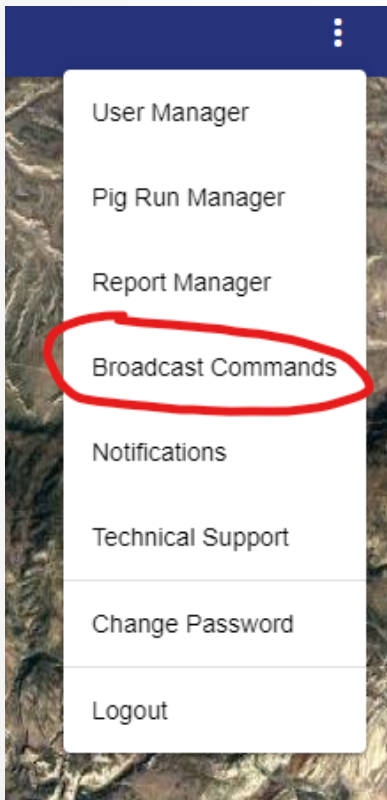 User Manager
Pig Run Manager
Report Manager
Broadcast Commands
Notifications
Technical Support
Change Password
Logout